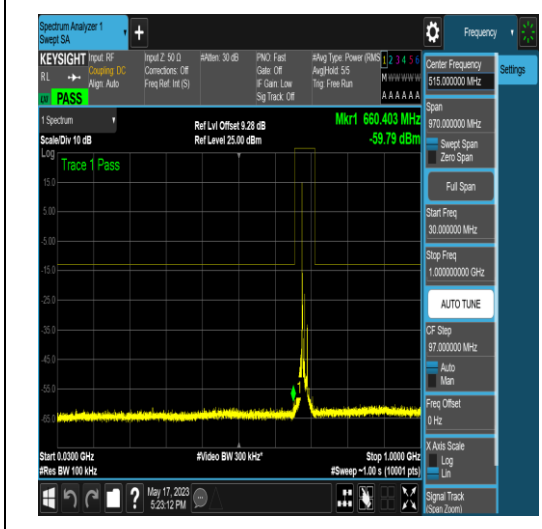 Spectrum Analyzer 1
Swept SA
Frequency
KEYSIGHT
RL
Input: RF
Coupling: DC
Align: Auto
Input Z: 50 Ω
Corrections: Off
Freq Ref: Int (S)
#Atten: 30 dB
PNO: Fast
Gate: Off
IF Gain: Low
Sig Track: Off
#Avg Type: Power (RMS
Avg|Hold: 5/5
Trig: Free Run
1 2 3 4 5 6
M W W W W W
A A A A A A
PASS
1 Spectrum
Scale/Div 10 dB
Ref Lvl Offset 9.28 dB
Ref Level 25.00 dBm
Mkr1 660.403 MHz
-59.79 dBm
Log
Trace 1 Pass
15.0
5.00
-5.00
-15.0
-25.0
-35.0
-45.0
-55.0
-65.0
1
Start 0.0300 GHz
#Res BW 100 kHz
#Video BW 300 kHz*
Stop 1.0000 GHz
#Sweep ~1.00 s (10001 pts)
May 17, 2023
5:23:12 PM
Center Frequency
515.000000 MHz
Settings
Span
970.000000 MHz
Swept Span
Zero Span
Full Span
Start Freq
30.000000 MHz
Stop Freq
1.000000000 GHz
AUTO TUNE
CF Step
97.000000 MHz
Auto
Man
Freq Offset
0 Hz
X Axis Scale
Log
Lin
Signal Track
(Span Zoom)